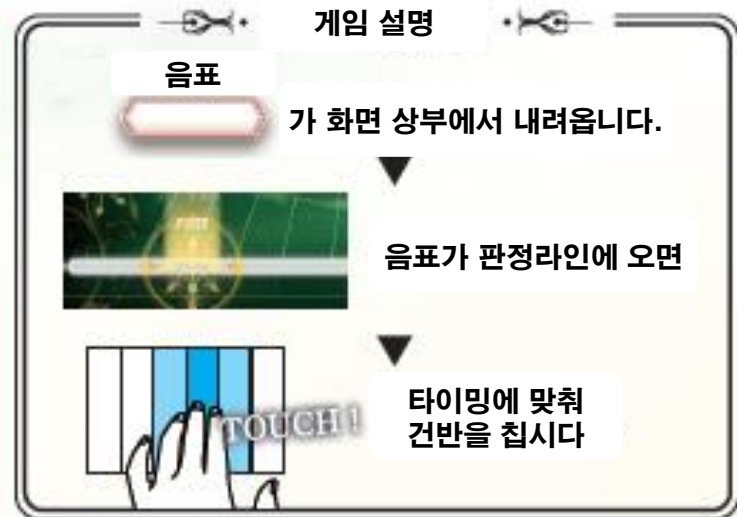 게임 설명
음표
가 화면 상부에서 내려옵니다.
음표가 판정라인에 오면
타이밍에 맞춰
건반을 칩시다
TOUCH !